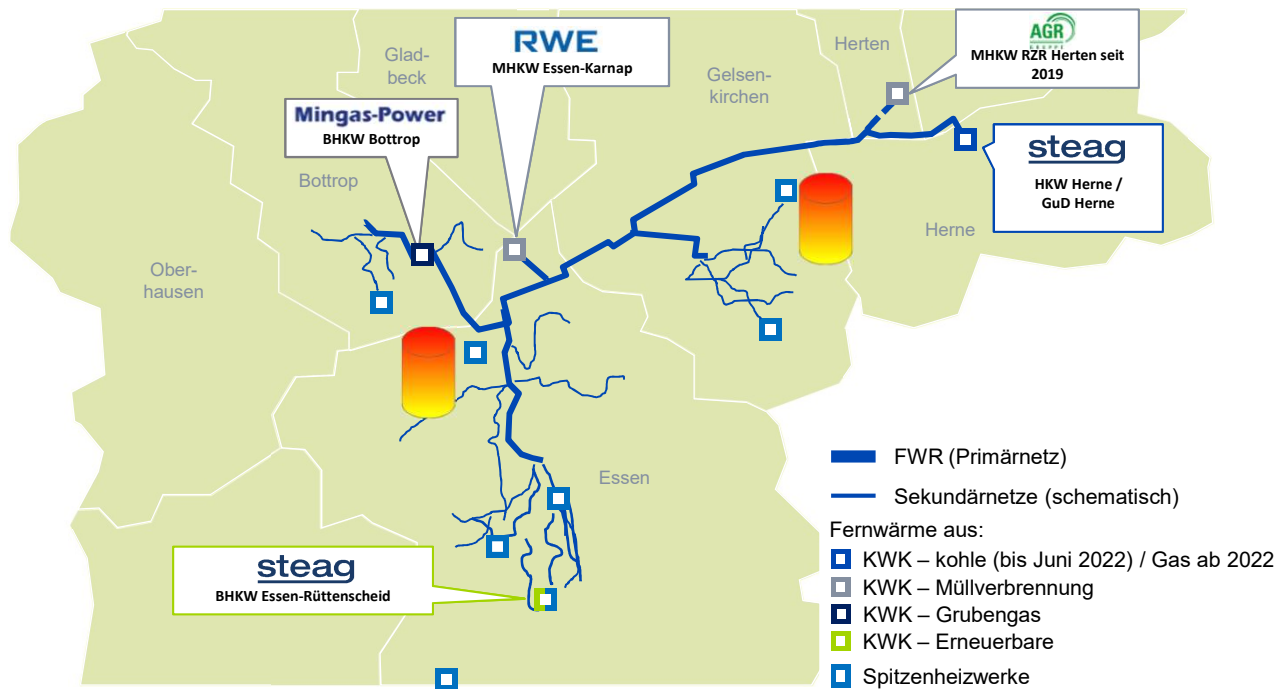 Glad-
beck
RWE
MHKW Essen-Karnap
Herten
AGR
GRUPPE
MHKW RZR Herten seit
2019
Gelsen-
kirchen
Mingas-Power
BHKW Bottrop
steag
HKW Herne /
GuD Herne
Bottrop
Herne
Ober-
hausen
Essen
steag
BHKW Essen-Rüttenscheid
FWR (Primärnetz)
Sekundärnetze (schematisch)
Fernwärme aus:
KWK – kohle (bis Juni 2022) / Gas ab 2022
KWK – Müllverbrennung
KWK – Grubengas
KWK – Erneuerbare
Spitzenheizwerke